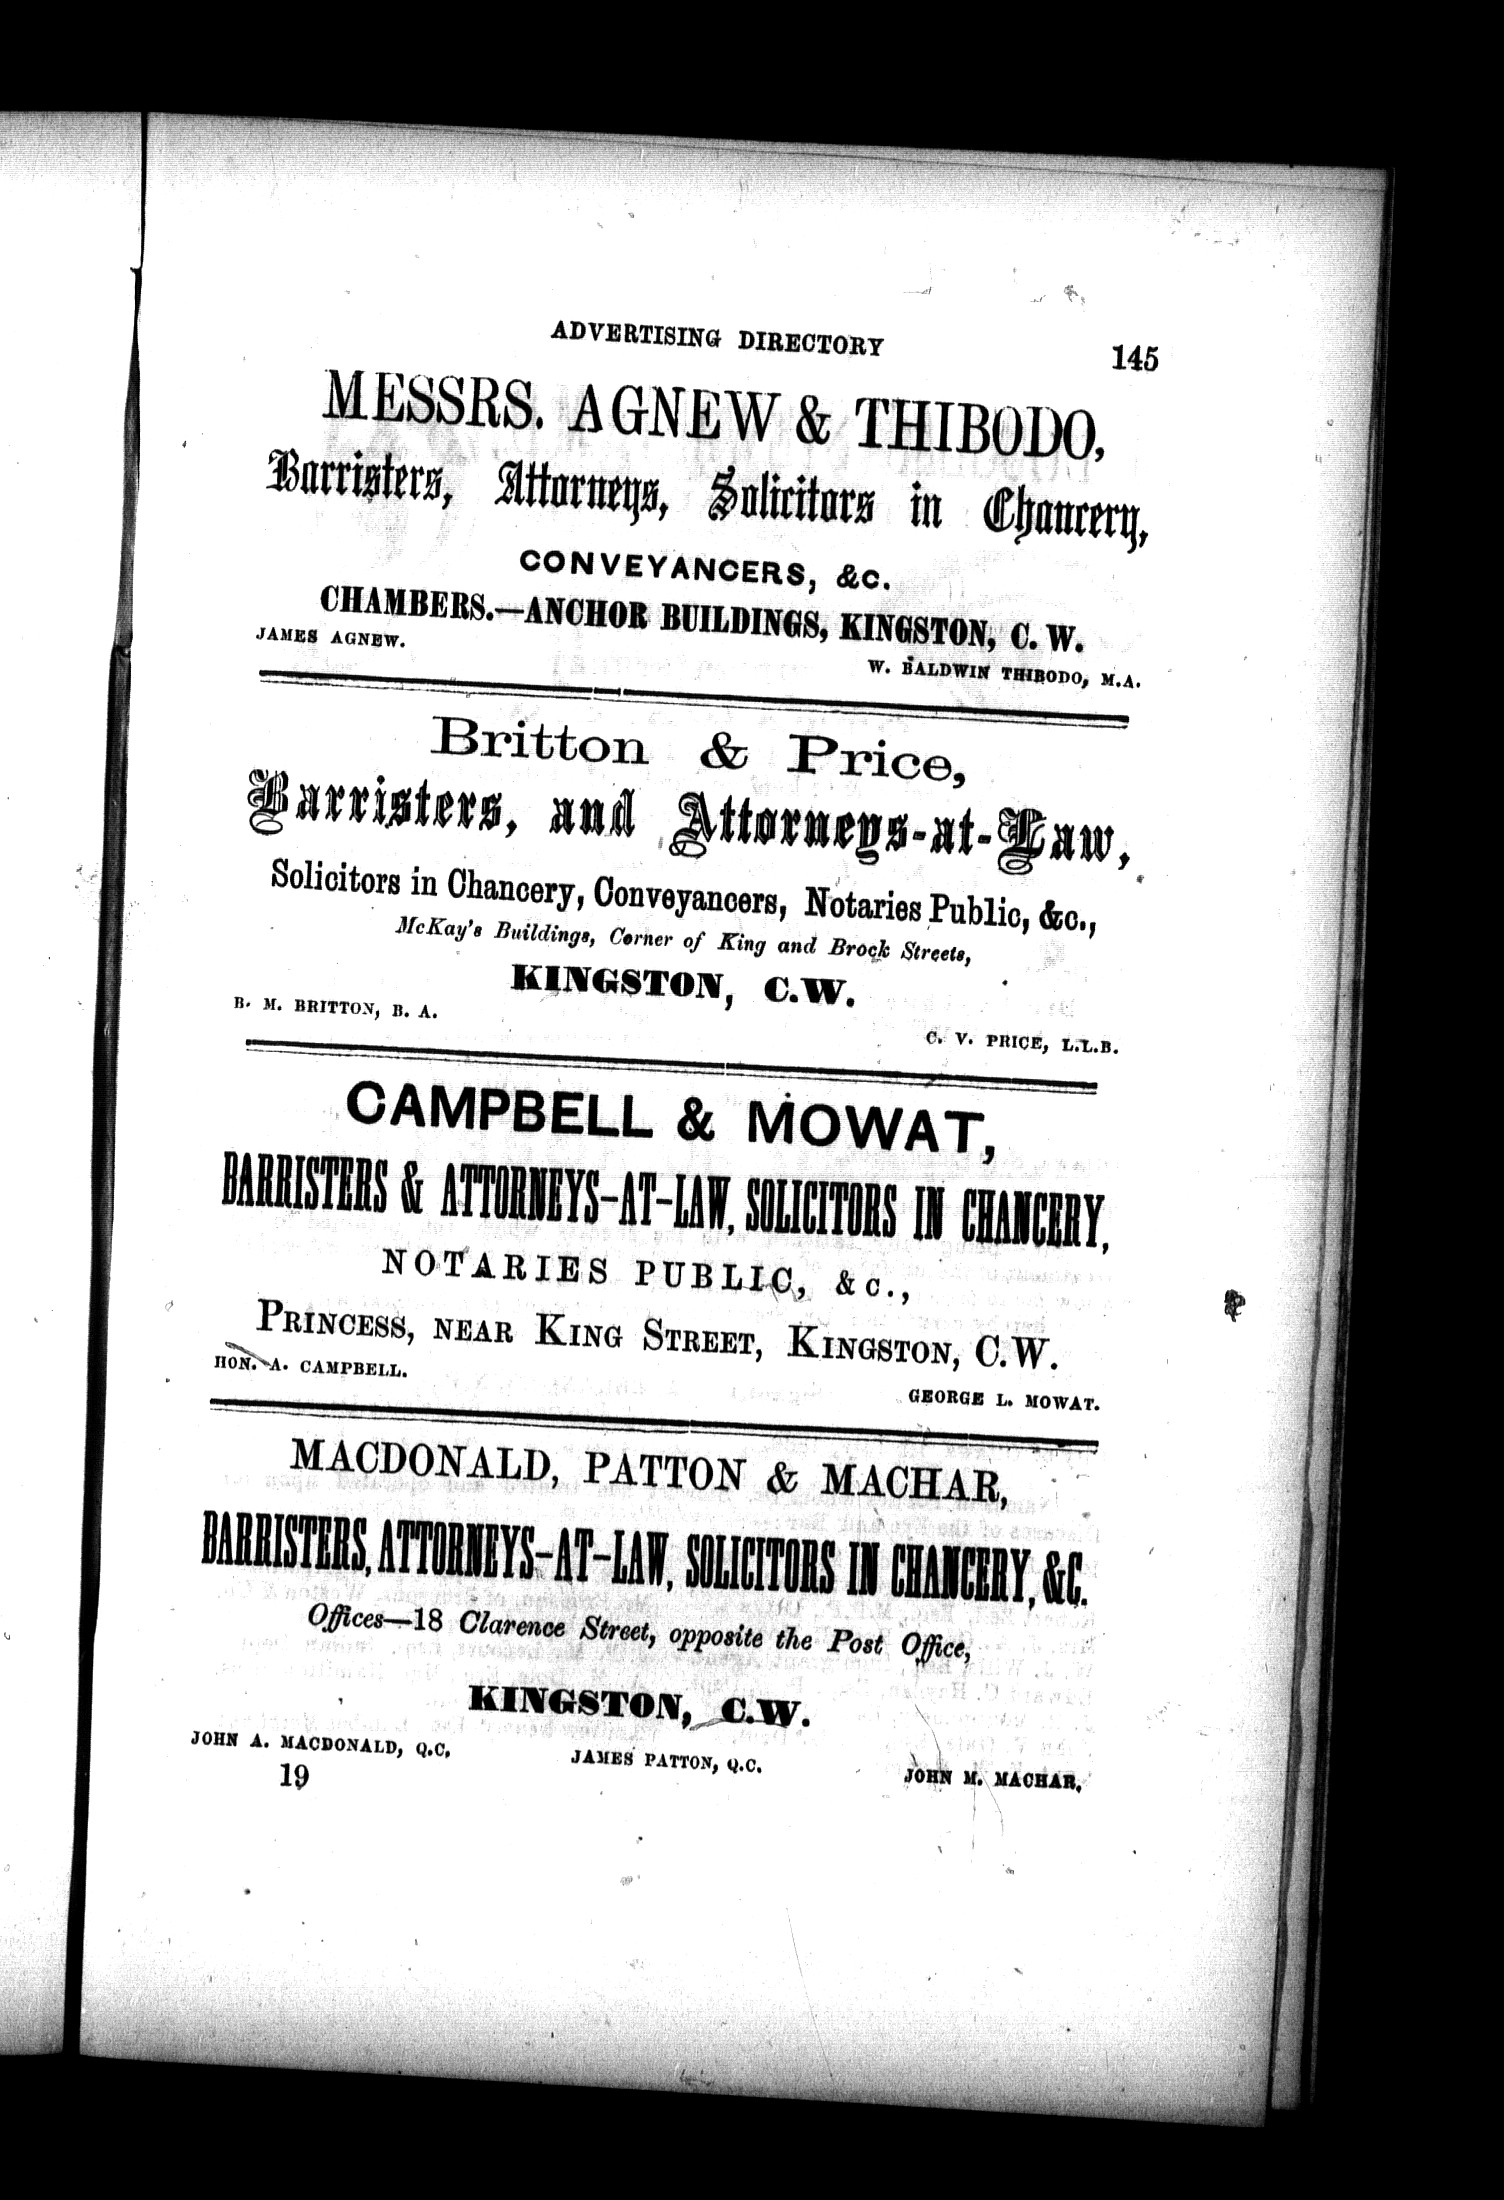 ADVERTISING DIRECTORY 145
MESSRS. AGNEW & THIBODO,
Barristers, Attorneys, Solicitors in Chancery,
CONVEYANCERS, &C.
CHAMBERS.—ANCHOR BUILDINGS, KINGSTON, C. W.
JAMES AGNEW.
W. BALDWIN THIBODO, M.A.
Britton & Price,
Barristers, and Attorneys-at-Law,
Solicitors in Chancery, Conveyancers, Notaries Public, &c.,
McKay's Buildings, Corner of King and Brock Streets,
KINGSTON, C.W.
B. M. BRITTON, B. A.
C. V. PRICE, L.L.B.
CAMPBELL & MOWAT,
BARRISTERS & ATTORNEYS-AT-LAW, SOLICITORS IN CHANCERY,
NOTARIES PUBLIC, &c.,
PRINCESS, NEAR KING STREET, KINGSTON, C.W.
HON. A. CAMPBELL.
GEORGE L. MOWAT.
MACDONALD, PATTON & MACHAR,
BARRISTERS, ATTORNEYS-AT-LAW, SOLICITORS IN CHANCERY, &C.
Offices—18 Clarence Street, opposite the Post Office,
KINGSTON, C.W.
JOHN A. MACDONALD, Q.C. JAMES PATTON, Q.C. JOHN M. MACHAR.
19